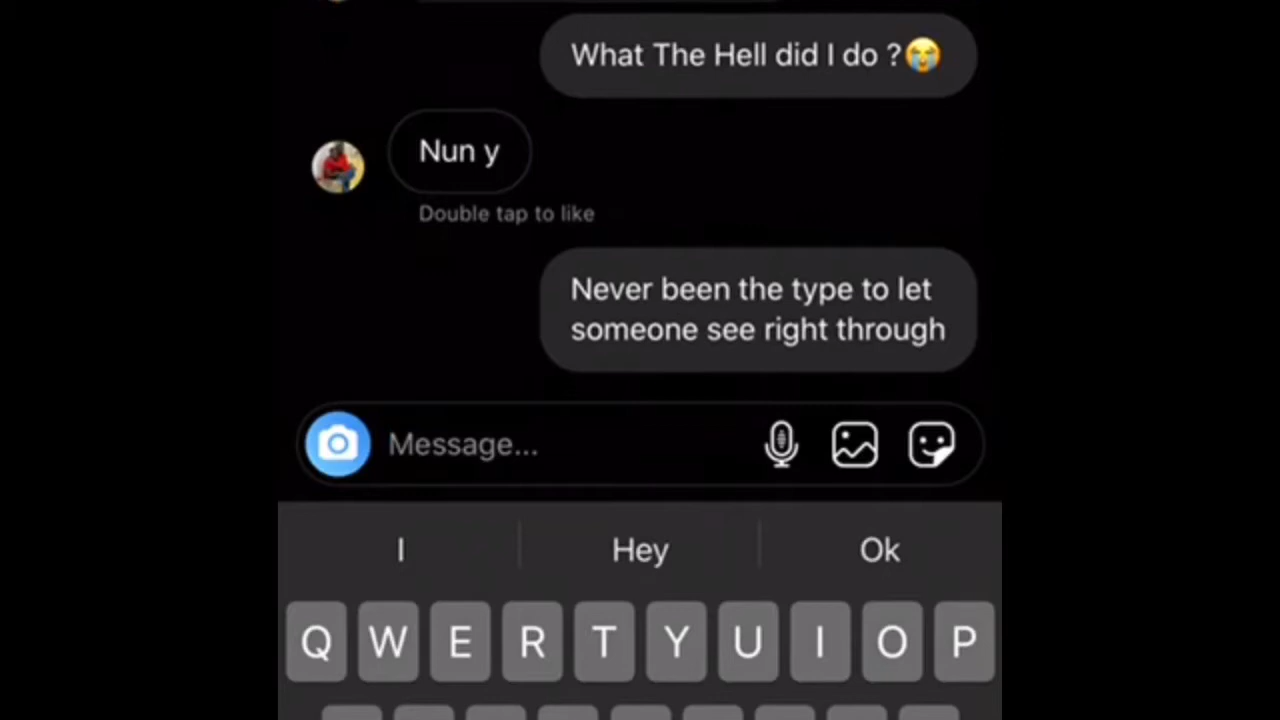 What The Hell did I do ?😭
Nun y
Double tap to like
Never been the type to let
someone see right through
Message...
I Hey Ok
Q W E R T Y U I O P